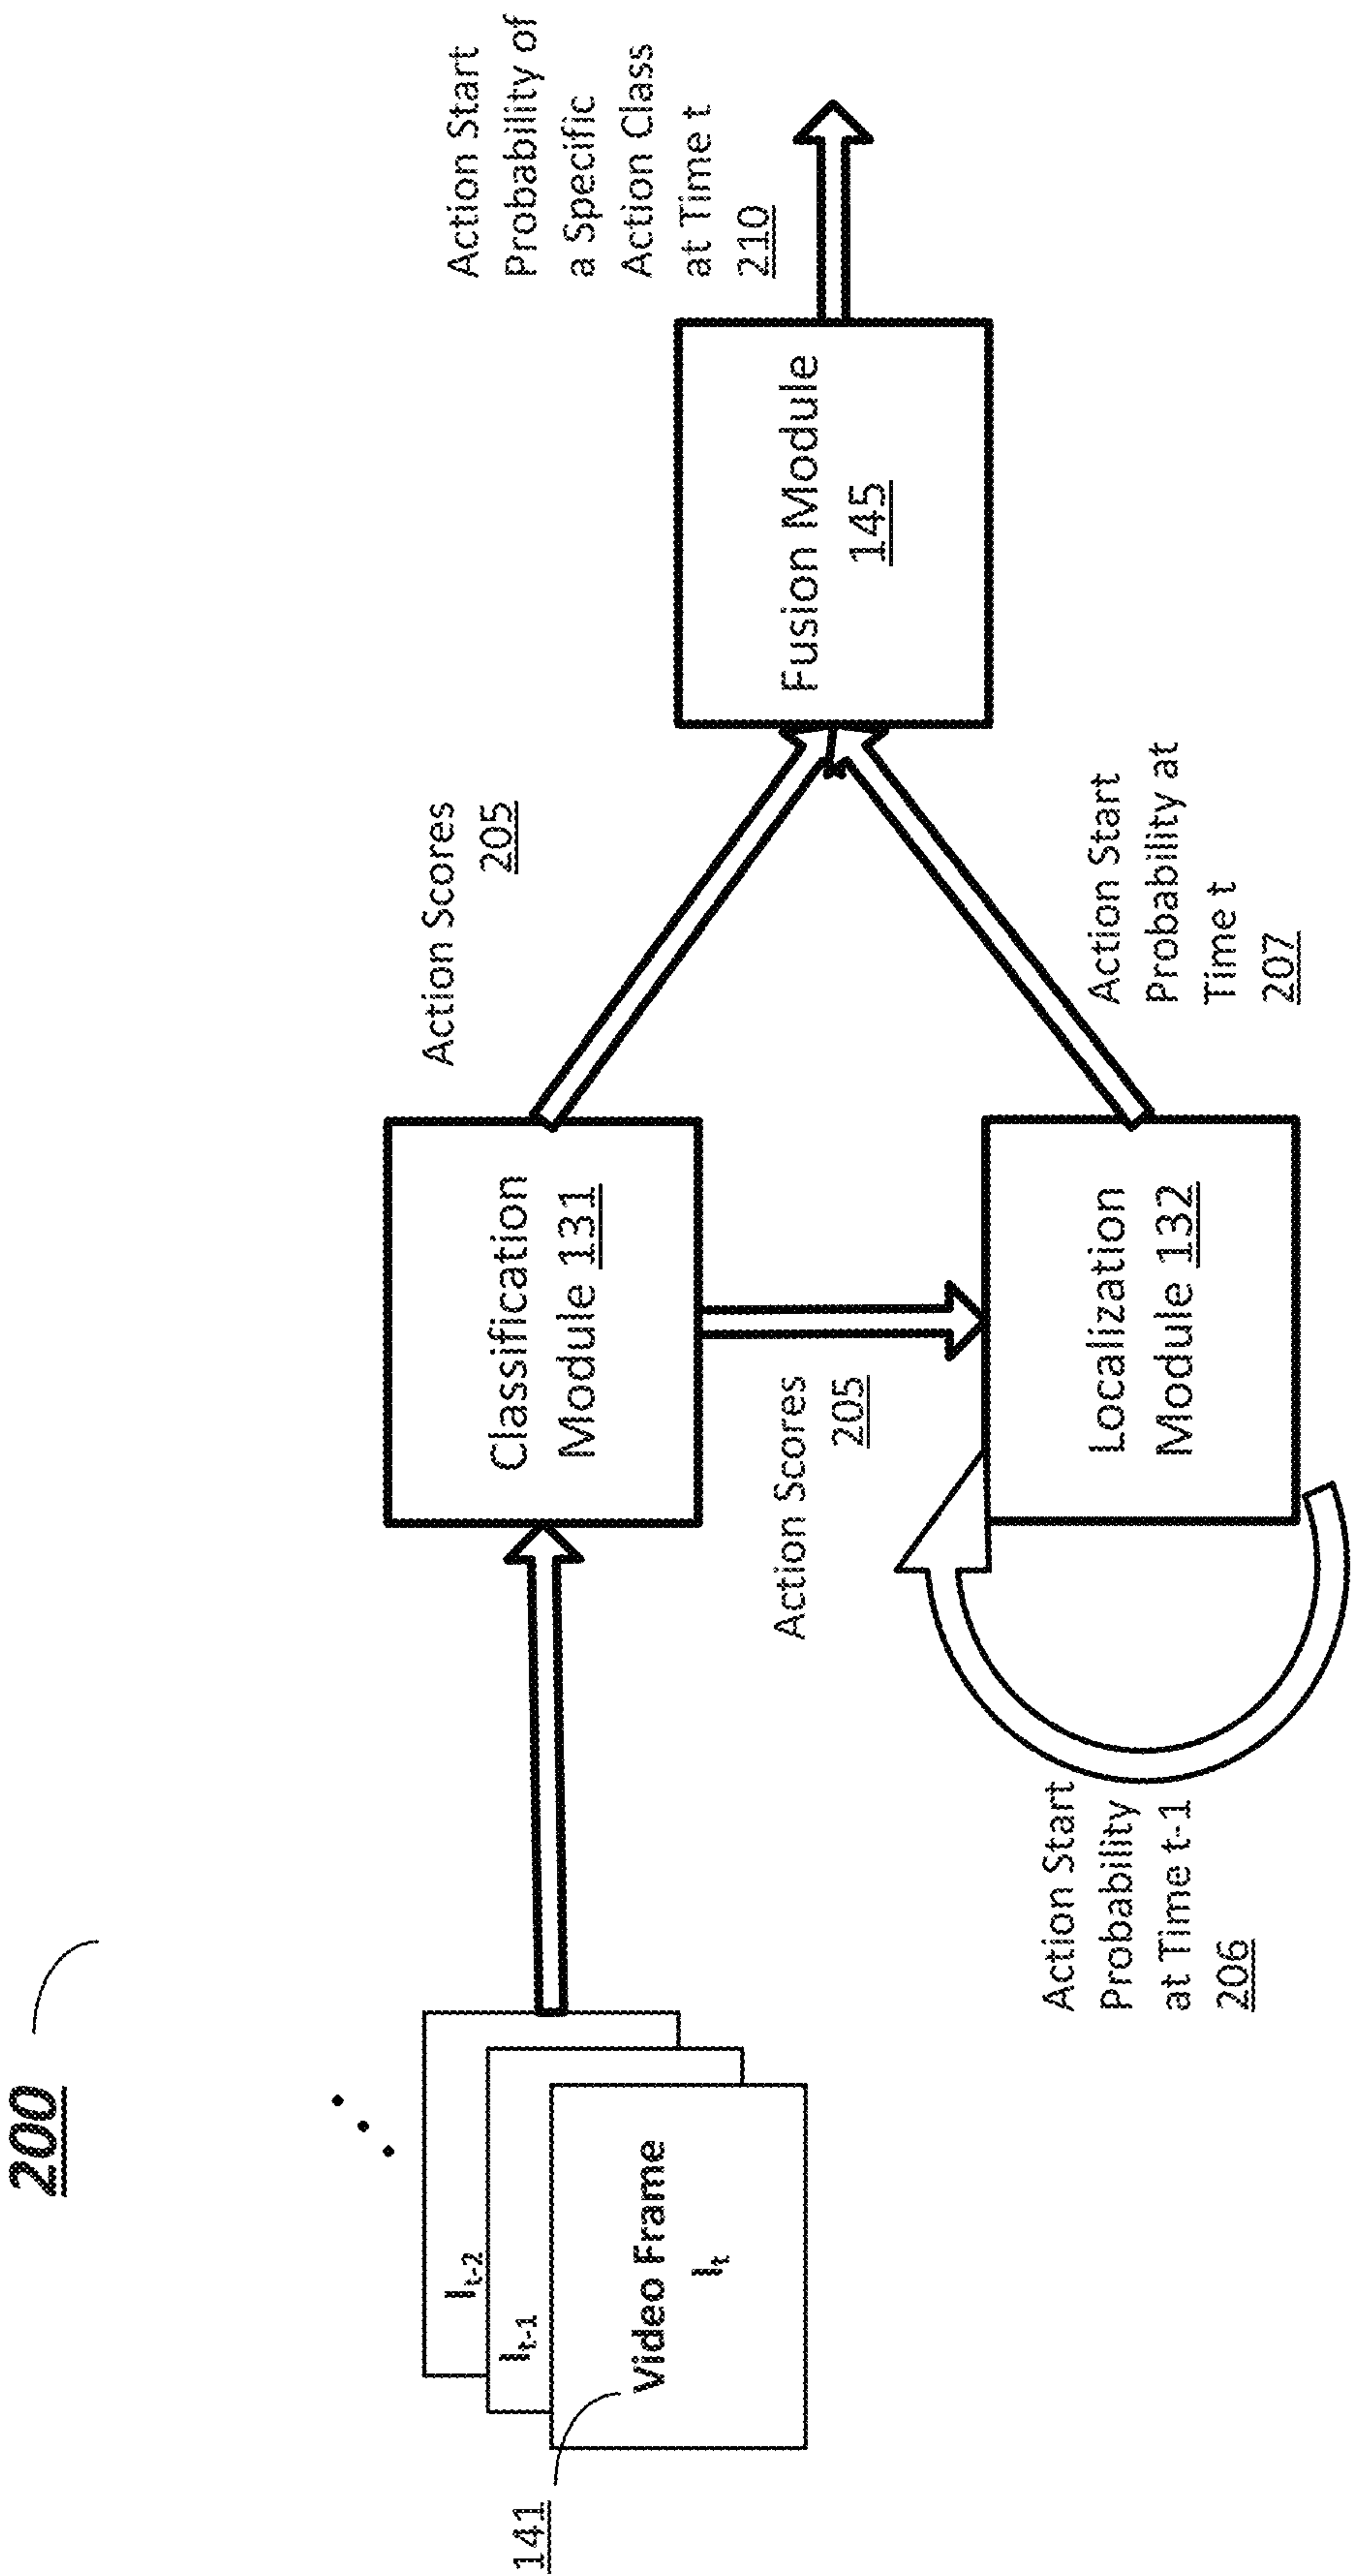 200
141
I_t-2
I_t-1
Video Frame
I_t
Classification
Module 131
Action Scores
205
Action Scores
205
Localization
Module 132
Action Start
Probability
at Time t-1
206
Action Start
Probability at
Time t
207
Fusion Module
145
Action Start
Probability of
a Specific
Action Class
at Time t
210